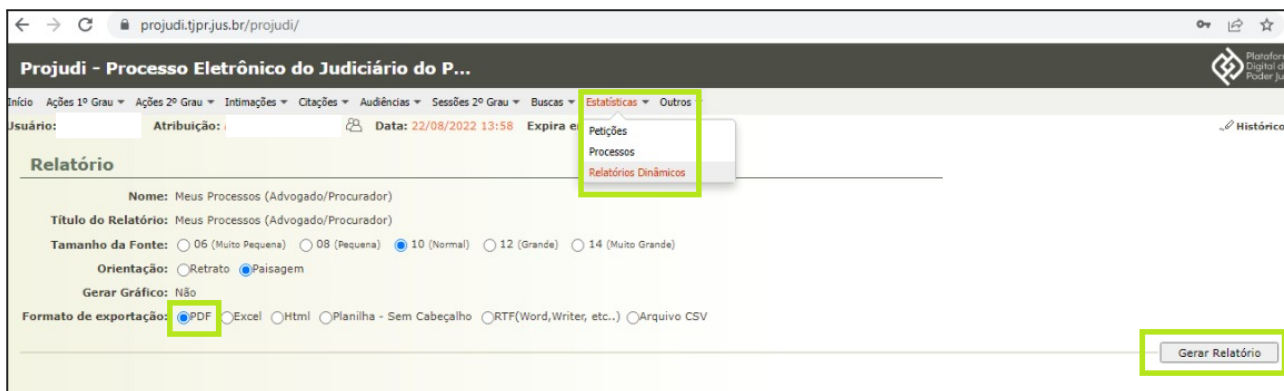 projudi.tjpr.jus.br/projudi/
Projudi - Processo Eletrônico do Judiciário do P...
Plataform
Digital d
Poder Ju
Início Ações 1º Grau Ações 2º Grau Intimações Citações Audiências Sessões 2º Grau Buscas Estatísticas Outros
Usuário: Atribuição: Data: 22/08/2022 13:58 Expira e
Histórico
Petições
Processos
Relatórios Dinâmicos
Relatório
Nome: Meus Processos (Advogado/Procurador)
Título do Relatório: Meus Processos (Advogado/Procurador)
Tamanho da Fonte: 06 (Muito Pequena) 08 (Pequena) 10 (Normal) 12 (Grande) 14 (Muito Grande)
Orientação: Retrato Paisagem
Gerar Gráfico: Não
Formato de exportação: PDF Excel Html Planilha - Sem Cabeçalho RTF(Word,Writer, etc..) Arquivo CSV
Gerar Relatório